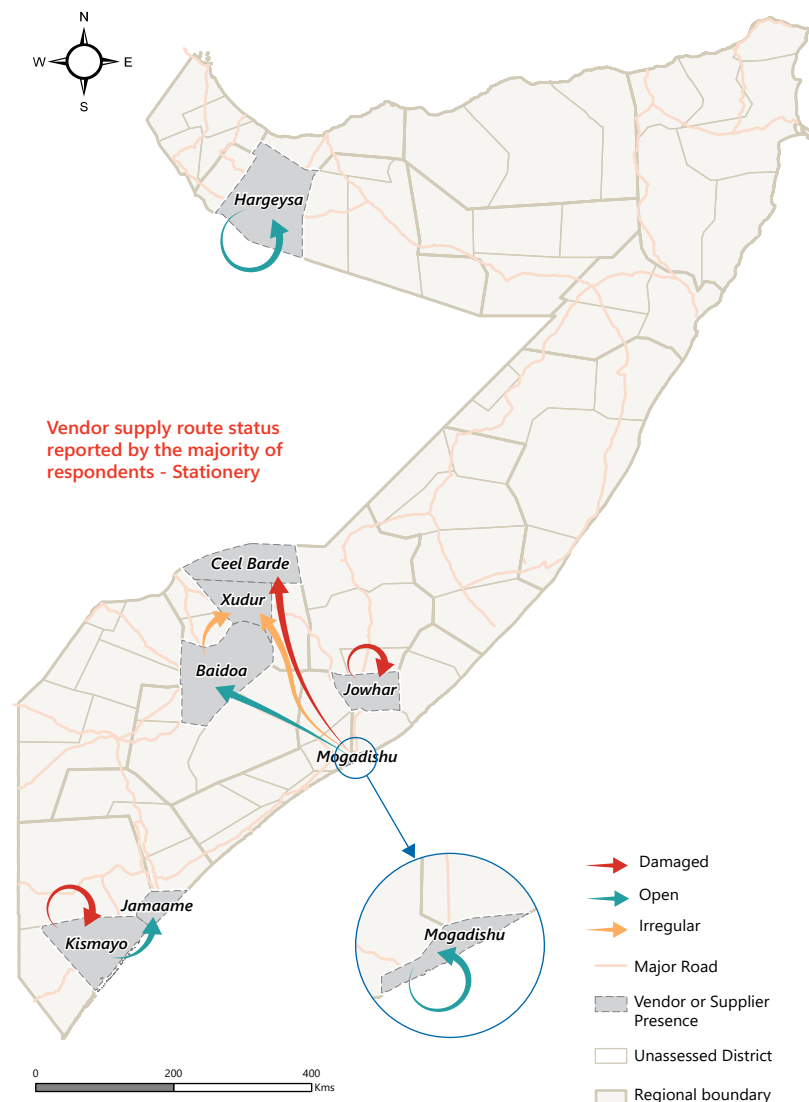 N
W
E
S
Hargeysa
Vendor supply route status
reported by the majority of
respondents - Stationery
Ceel Barde
Xudur
Baidoa
Jowhar
Mogadishu
Jamaame
Kismayo
Mogadishu
Damaged
Open
Irregular
Major Road
Vendor or Supplier
Presence
Unassessed District
Regional boundary
0
200
400
Kms